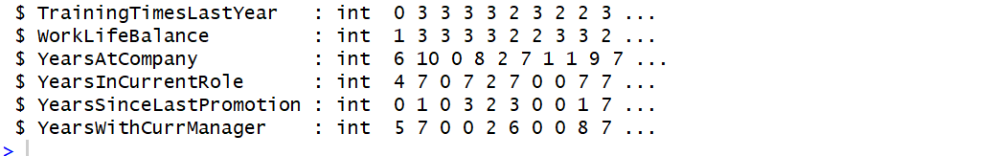 $ TrainingTimesLastYear   : int  0 3 3 3 3 2 3 2 2 3 ...
$ WorkLifeBalance         : int  1 3 3 3 3 2 2 3 3 2 ...
$ YearsAtCompany          : int  6 10 0 8 2 7 1 1 9 7 ...
$ YearsInCurrentRole      : int  4 7 0 7 2 7 0 0 7 7 ...
$ YearsSinceLastPromotion : int  0 1 0 3 2 3 0 0 1 7 ...
$ YearsWithCurrManager    : int  5 7 0 0 2 6 0 0 8 7 ...
>